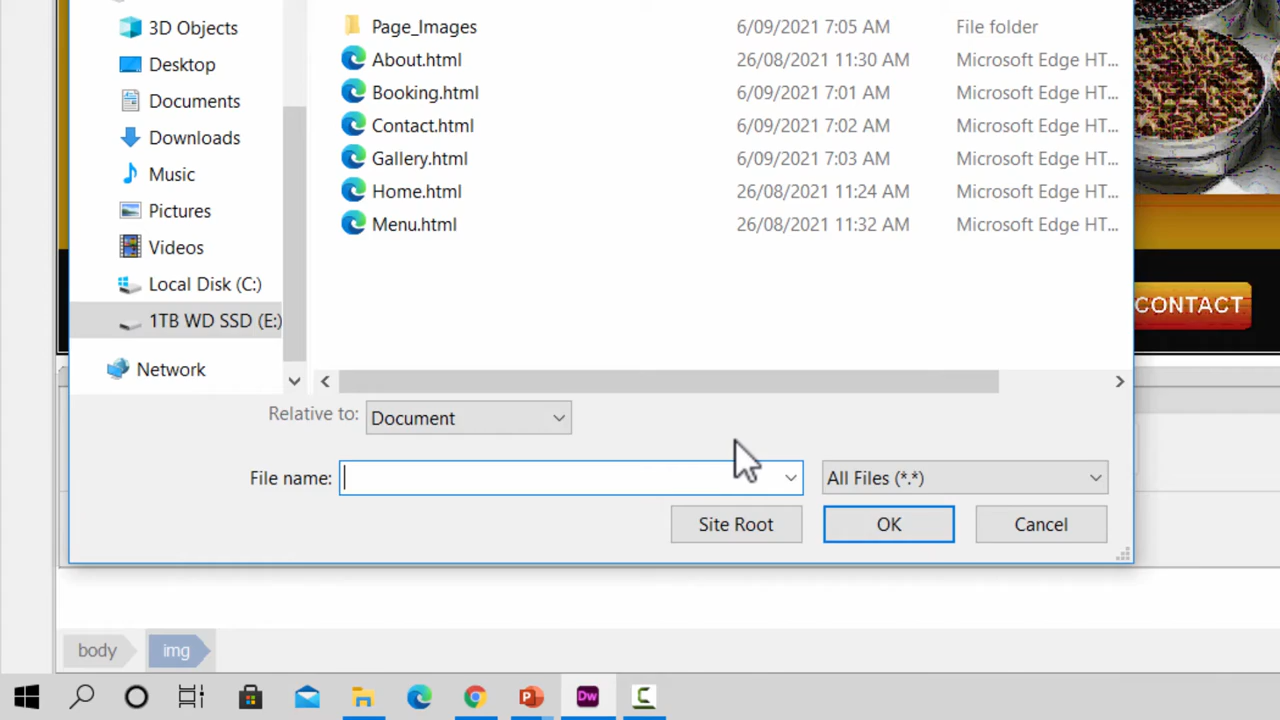 3D Objects
Desktop
Documents
Downloads
Music
Pictures
Videos
Local Disk (C:)
1TB WD SSD (E:)
Network
Page_Images 6/09/2021 7:05 AM File folder
About.html 26/08/2021 11:30 AM Microsoft Edge HT...
Booking.html 6/09/2021 7:01 AM Microsoft Edge HT...
Contact.html 6/09/2021 7:02 AM Microsoft Edge HT...
Gallery.html 6/09/2021 7:03 AM Microsoft Edge HT...
Home.html 26/08/2021 11:24 AM Microsoft Edge HT...
Menu.html 26/08/2021 11:32 AM Microsoft Edge HT...
CONTACT
Relative to: Document
File name: All Files (*.*)
Site Root OK Cancel
body img
P Dw C